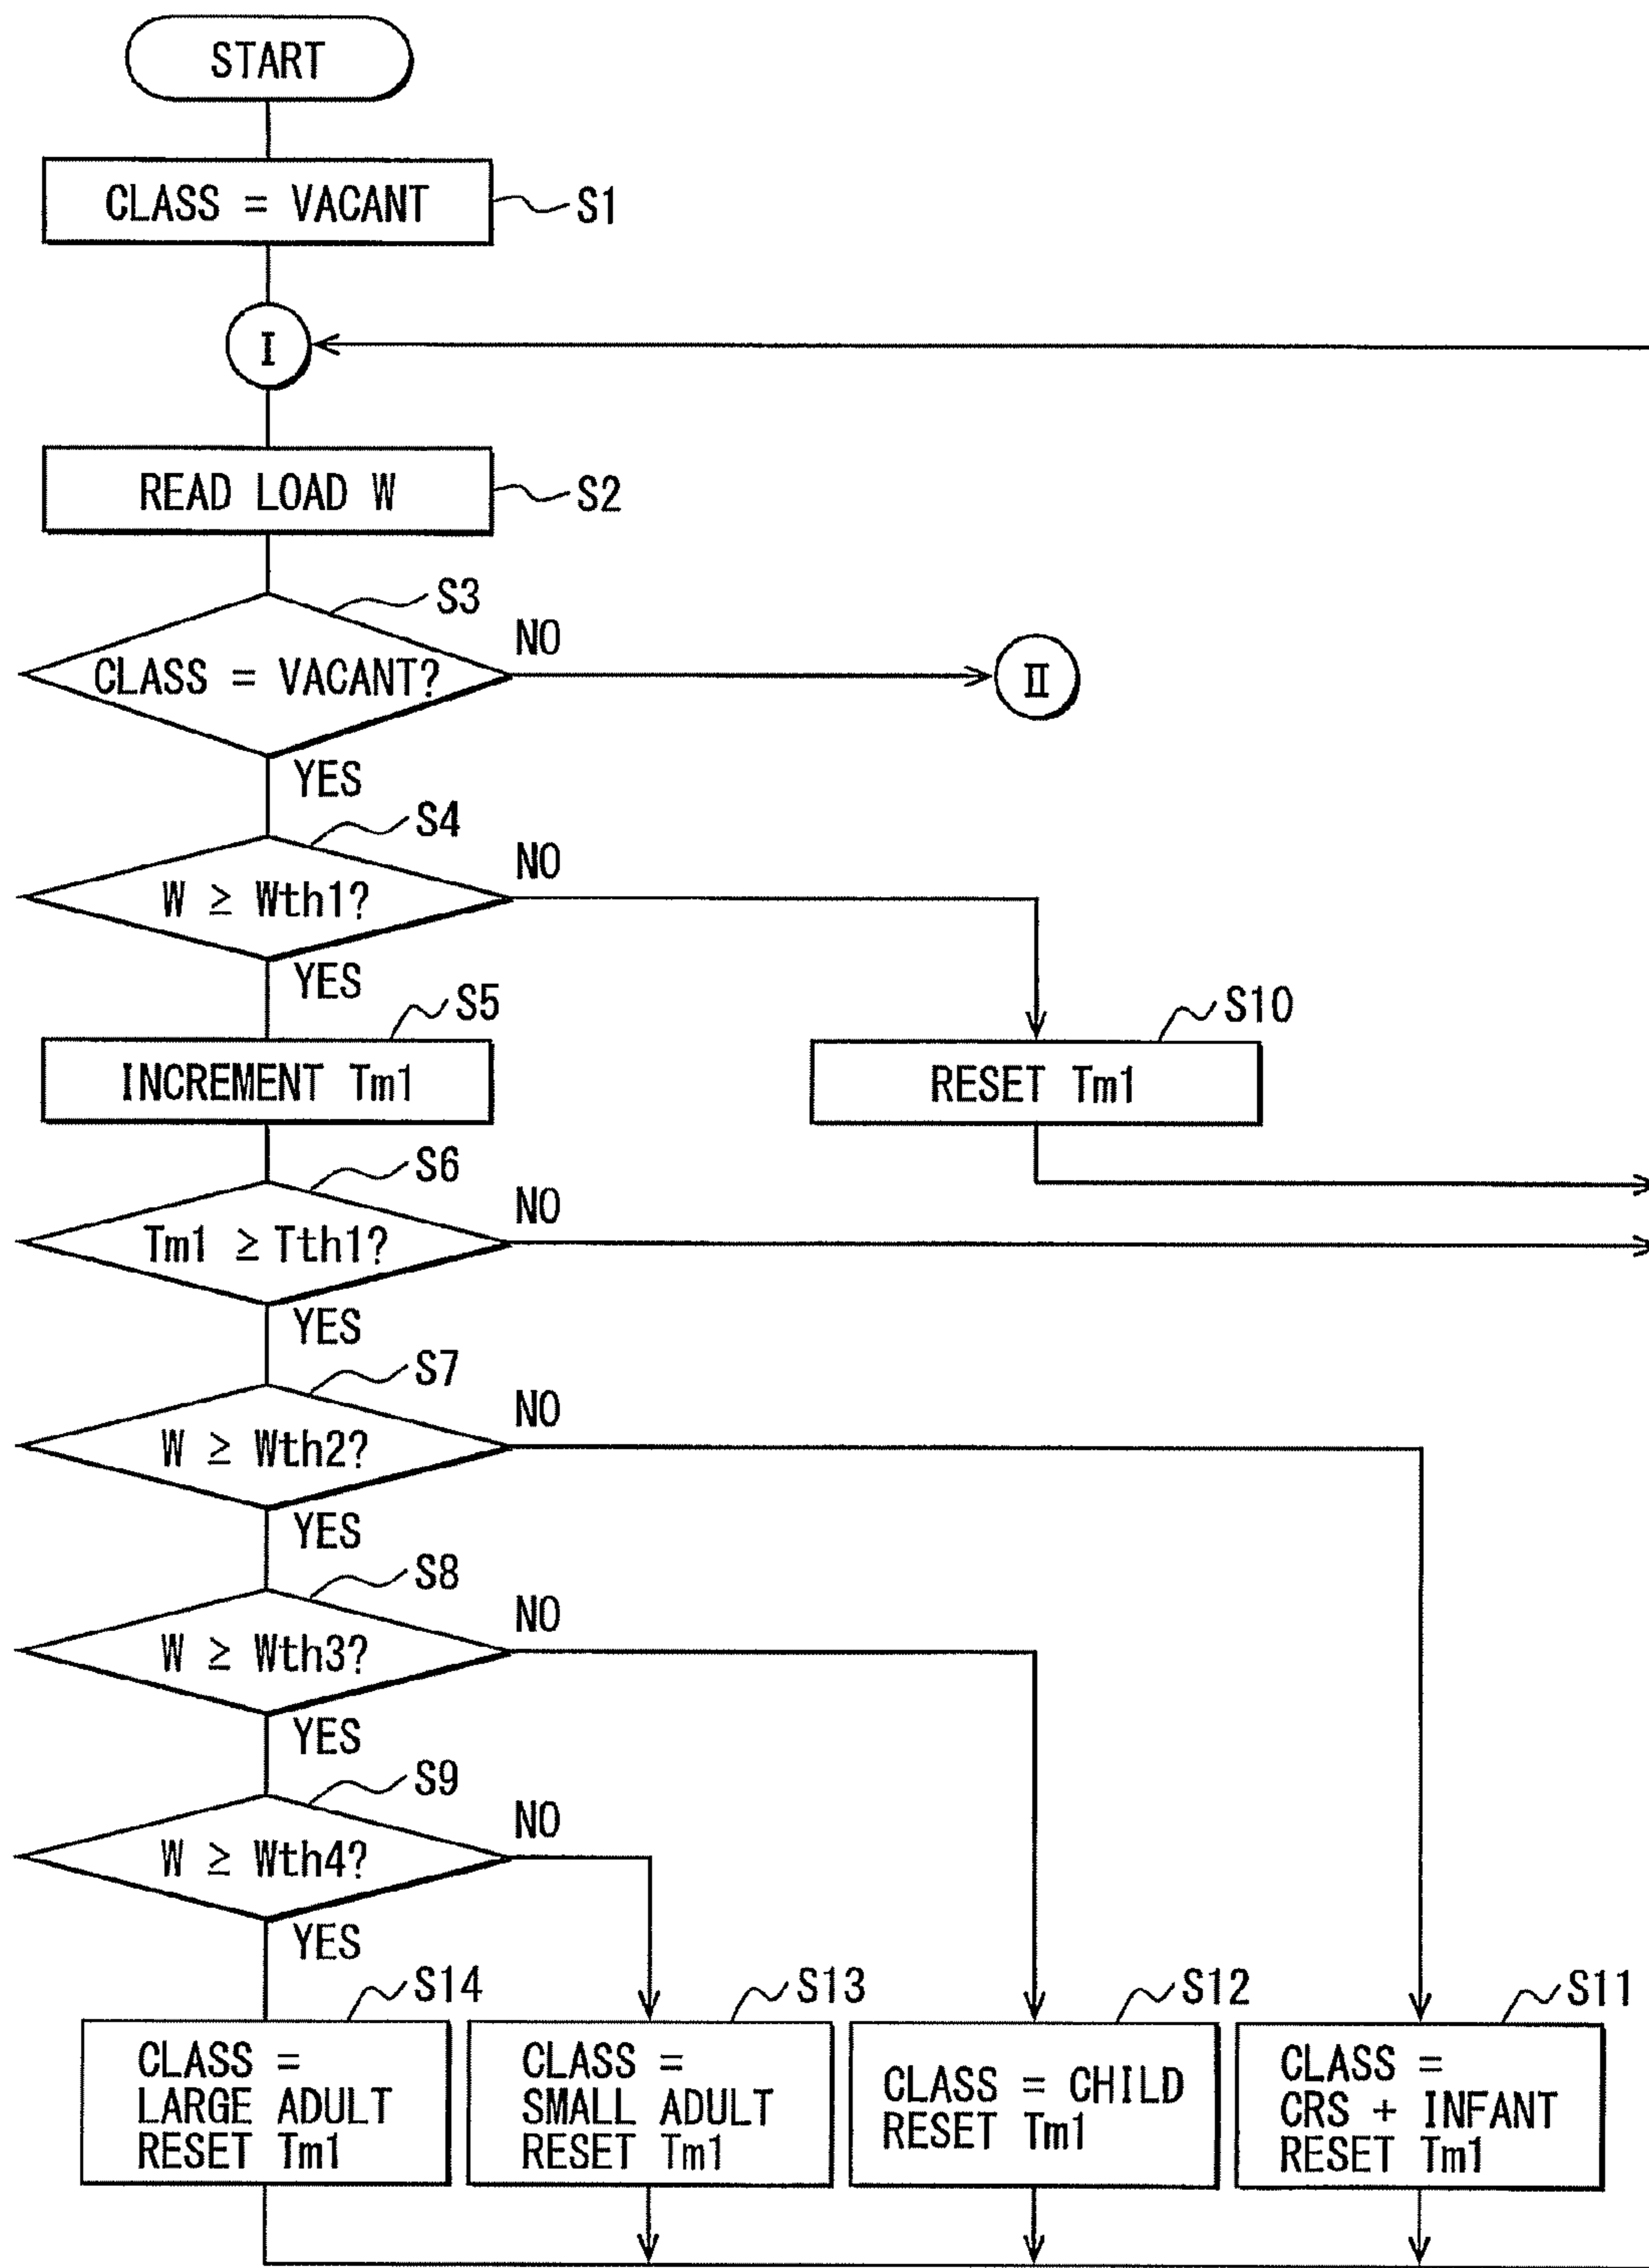 START
CLASS = VACANT
S1
I
READ LOAD W
S2
S3
CLASS = VACANT?
NO
II
YES
S4
W ≥ Wth1?
NO
YES
S5
INCREMENT Tm1
S10
RESET Tm1
S6
Tm1 ≥ Tth1?
NO
YES
S7
W ≥ Wth2?
NO
YES
S8
W ≥ Wth3?
NO
YES
S9
W ≥ Wth4?
NO
YES
S14
CLASS =
LARGE ADULT
RESET Tm1
S13
CLASS =
SMALL ADULT
RESET Tm1
S12
CLASS = CHILD
RESET Tm1
S11
CLASS =
CRS + INFANT
RESET Tm1